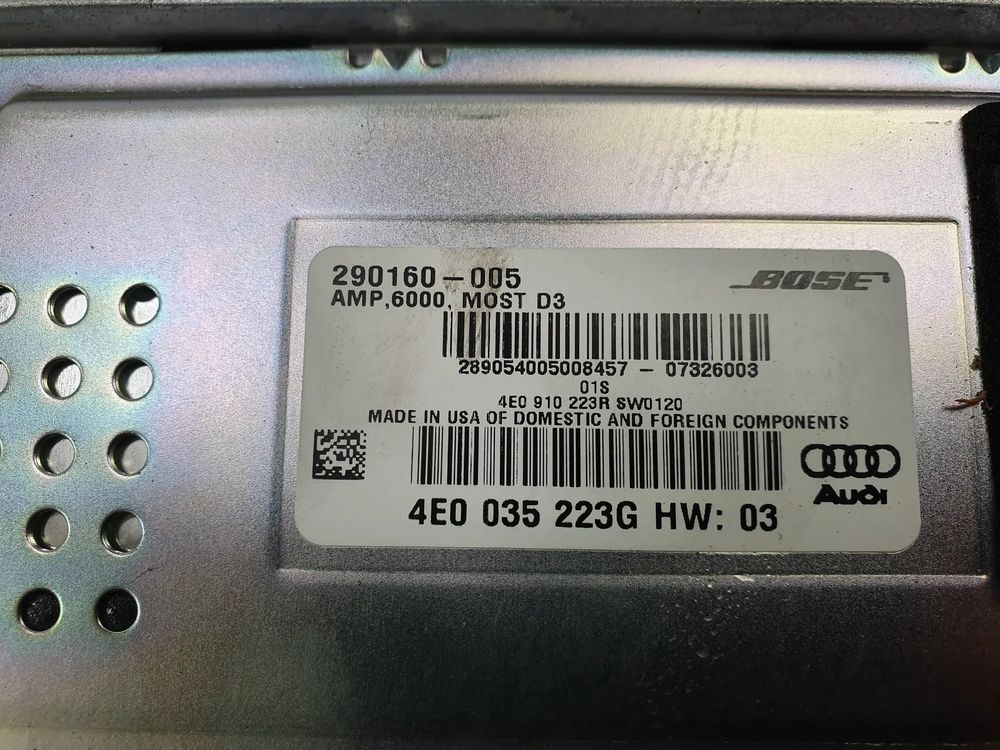 290160-005
BOSE
AMP,6000, MOST D3
289054005008457 - 07326003
01S
4E0 910 223R SW0120
MADE IN USA OF DOMESTIC AND FOREIGN COMPONENTS
Audi
4E0 035 223G HW: 03